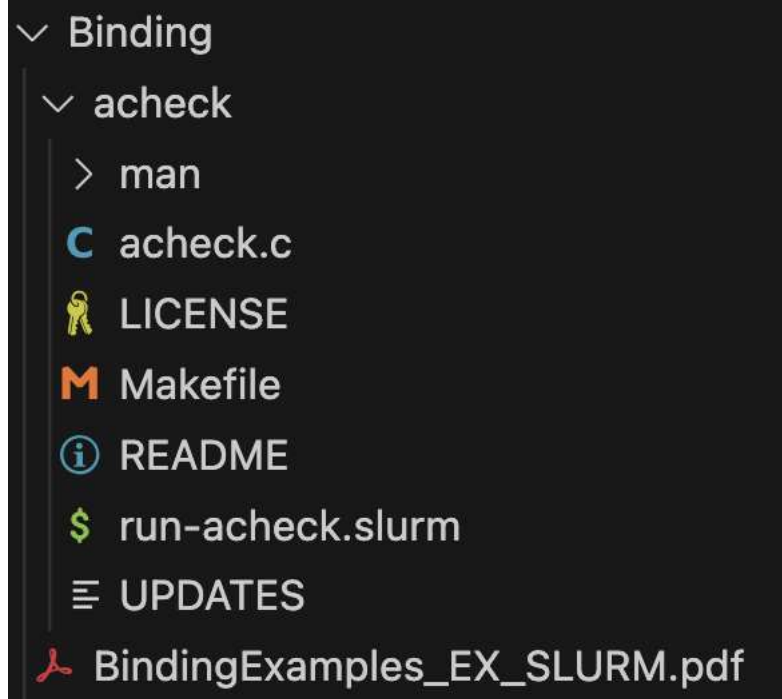 Binding
acheck
man
C acheck.c
LICENSE
M Makefile
i README
$ run-acheck.slurm
UPDATES
BindingExamples_EX_SLURM.pdf